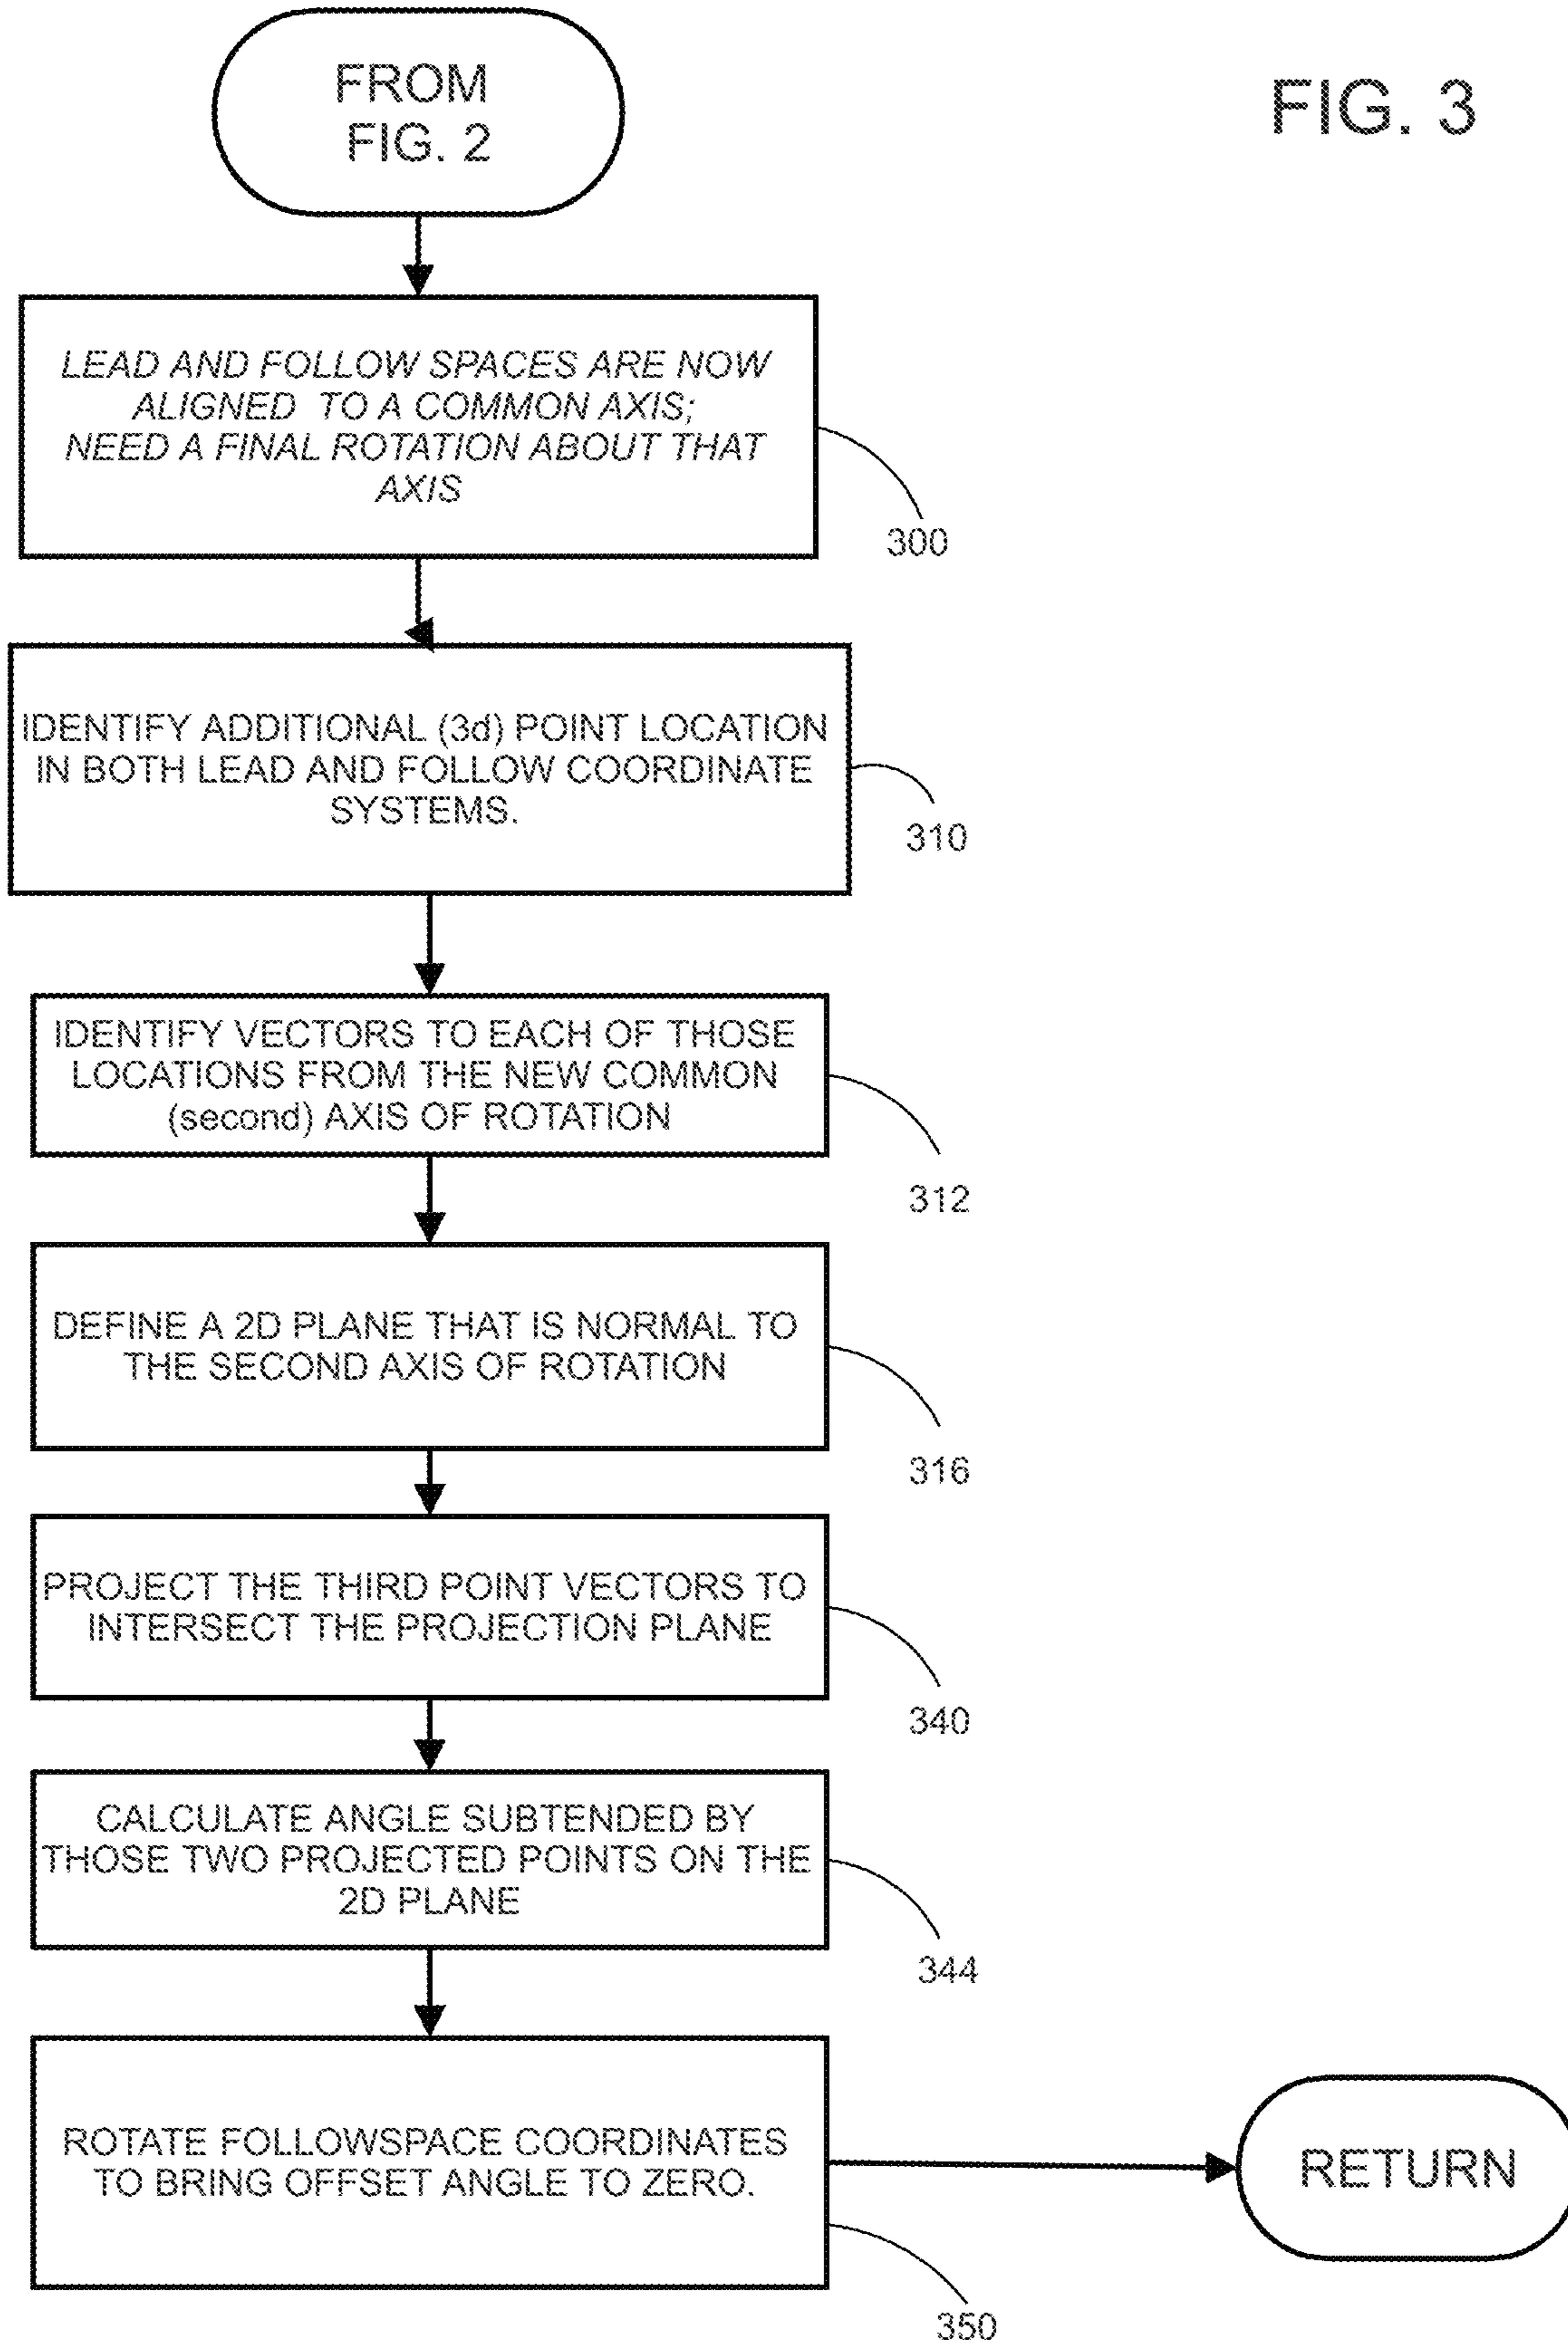 FROM
FIG. 2
FIG. 3
LEAD AND FOLLOW SPACES ARE NOW
ALIGNED TO A COMMON AXIS;
NEED A FINAL ROTATION ABOUT THAT
AXIS
300
IDENTIFY ADDITIONAL (3d) POINT LOCATION
IN BOTH LEAD AND FOLLOW COORDINATE
SYSTEMS.
310
IDENTIFY VECTORS TO EACH OF THOSE
LOCATIONS FROM THE NEW COMMON
(second) AXIS OF ROTATION
312
DEFINE A 2D PLANE THAT IS NORMAL TO
THE SECOND AXIS OF ROTATION
316
PROJECT THE THIRD POINT VECTORS TO
INTERSECT THE PROJECTION PLANE
340
CALCULATE ANGLE SUBTENDED BY
THOSE TWO PROJECTED POINTS ON THE
2D PLANE
344
ROTATE FOLLOWSPACE COORDINATES
TO BRING OFFSET ANGLE TO ZERO.
350
RETURN